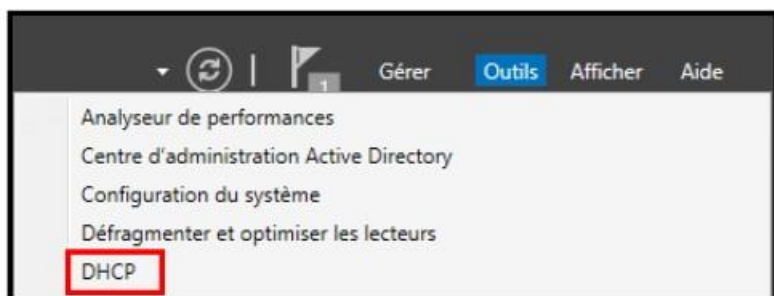 1 Gérer Outils Afficher Aide
Analyseur de performances
Centre d'administration Active Directory
Configuration du système
Défragmenter et optimiser les lecteurs
DHCP